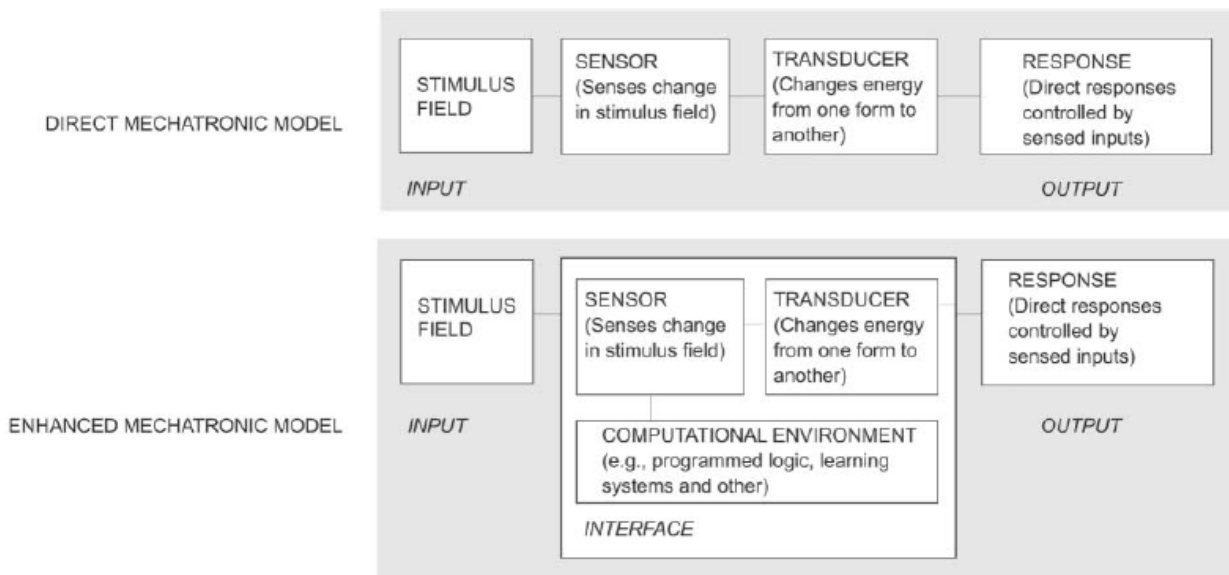 DIRECT MECHATRONIC MODEL
STIMULUS
FIELD
SENSOR
(Senses change
in stimulus field)
TRANSDUCER
(Changes energy
from one form to
another)
RESPONSE
(Direct responses
controlled by
sensed inputs)
INPUT
OUTPUT
ENHANCED MECHATRONIC MODEL
STIMULUS
FIELD
SENSOR
(Senses change
in stimulus field)
TRANSDUCER
(Changes energy
from one form to
another)
RESPONSE
(Direct responses
controlled by
sensed inputs)
INPUT
COMPUTATIONAL ENVIRONMENT
(e.g., programmed logic, learning
systems and other)
INTERFACE
OUTPUT